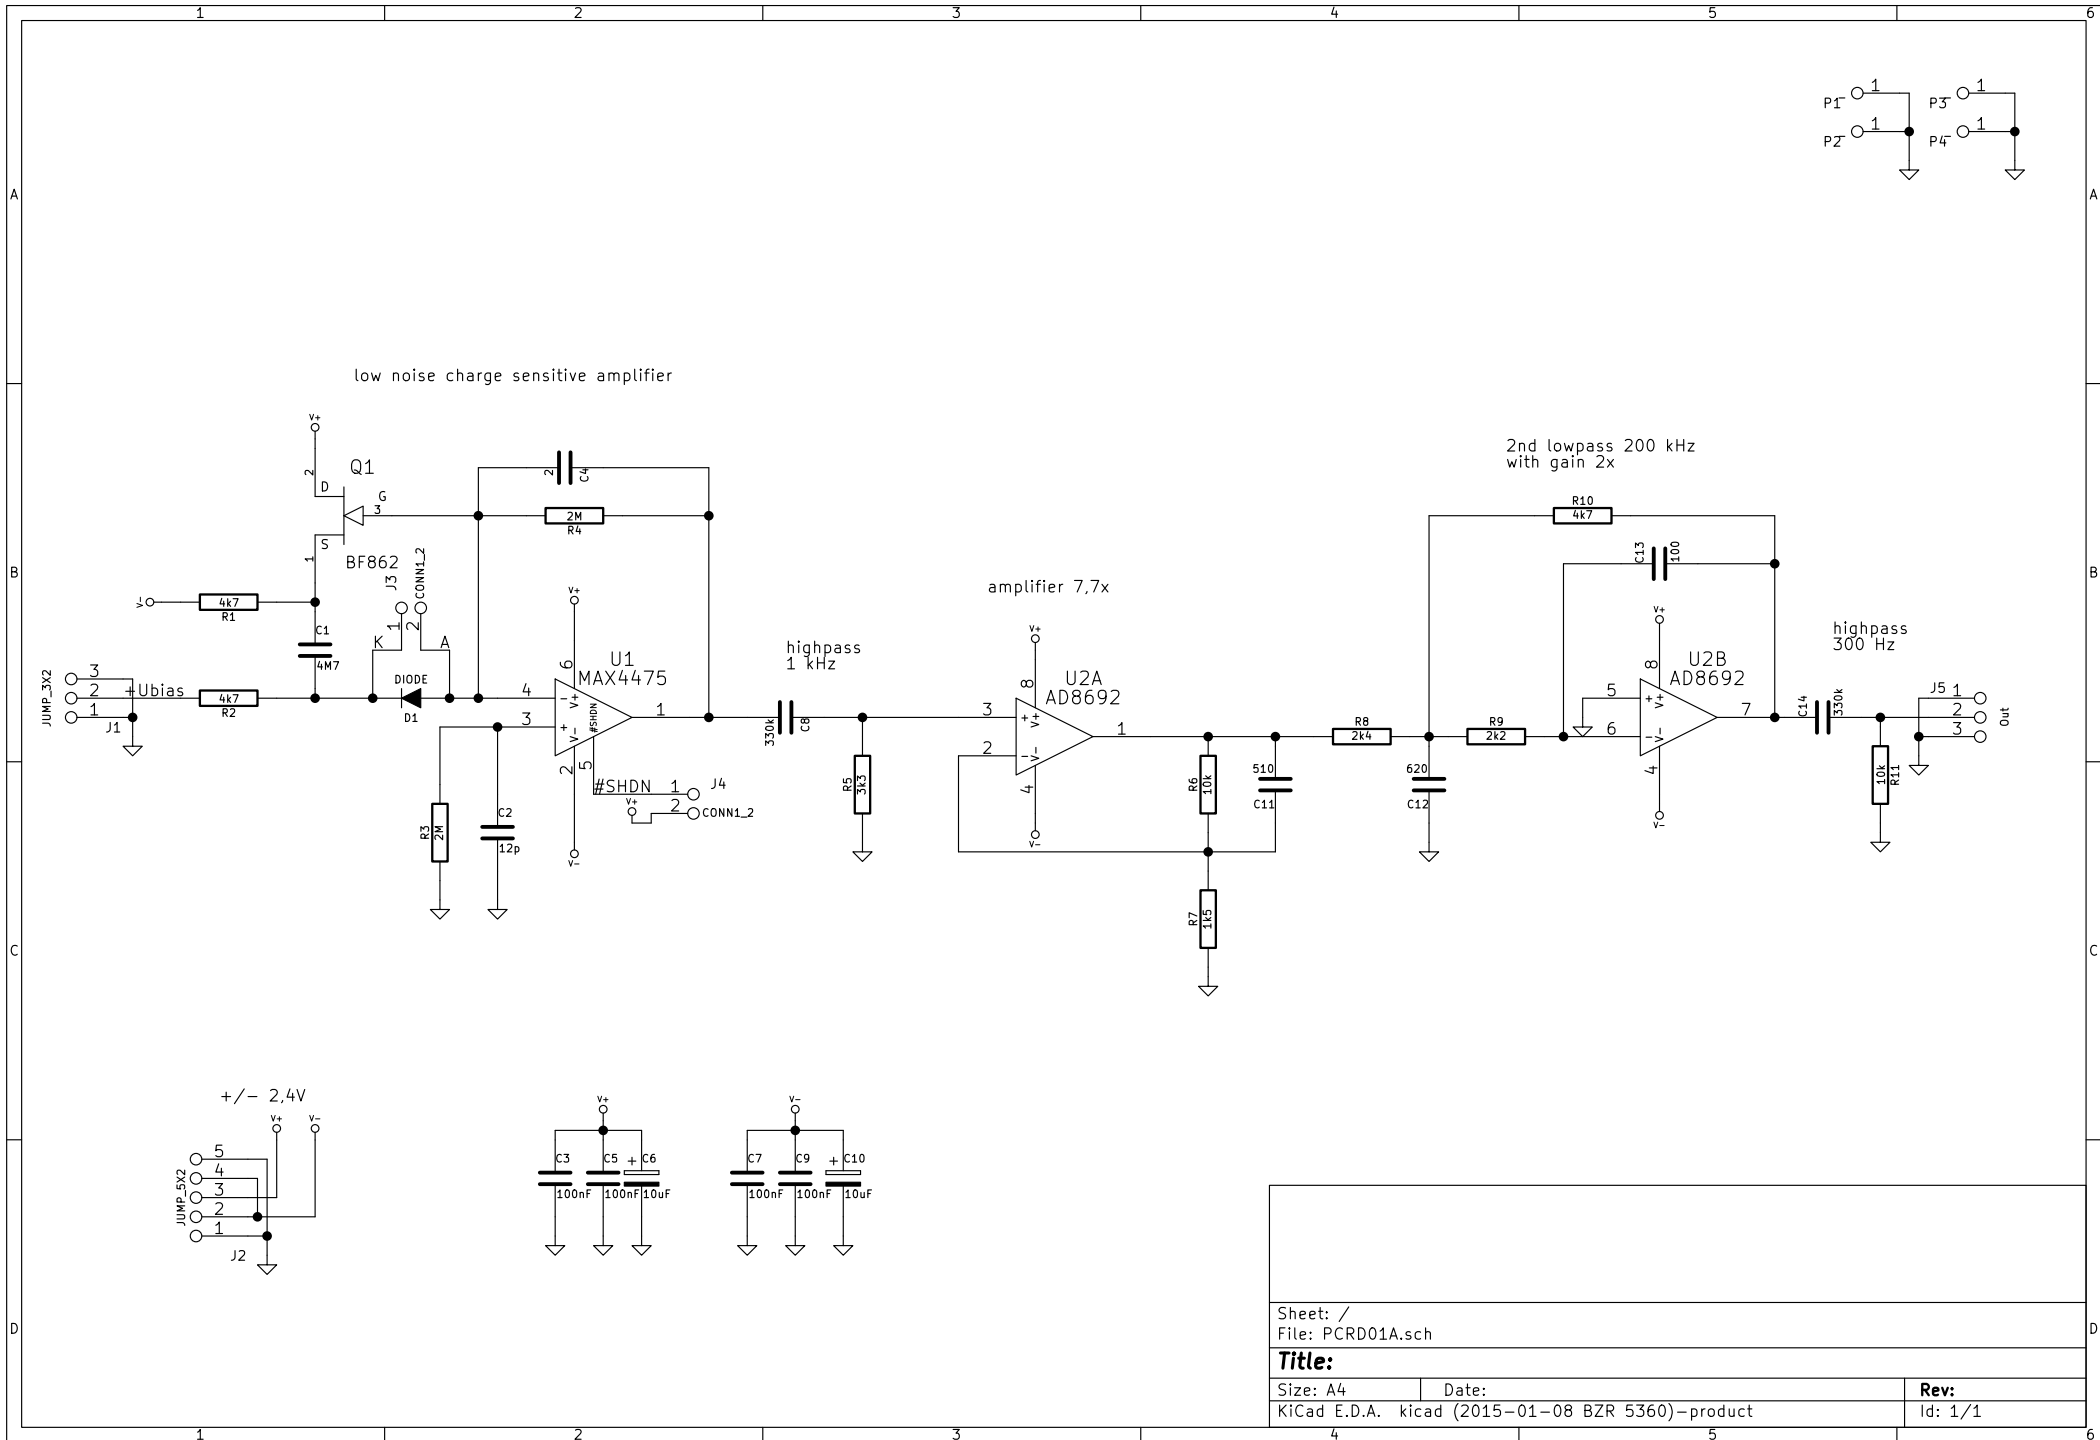 1 2 3 4 5 6
P1 1
P3 1
P2 1
P4 1
A A
low noise charge sensitive amplifier
V+
2nd lowpass 200 kHz
with gain 2x
Q1
2 D
G
3
2 C4
2M
R4
R10
4k7
S
1
BF862
J3
CONN1_2
C13 100
B B
amplifier 7,7x
V- 4k7
R1
V+
1 2
C1
4M7
K A
V+
V+
highpass
1 kHz
highpass
300 Hz
JUMP_3X2
3
2 +Ubias
1
J1
4k7
R2
DIODE
D1
6
U1
MAX4475
4 - V+ #SHDN
3 + V-
1
2 5
330k C8
8
U2A
AD8692
3 + V+
2 - V-
1
4
8
U2B
AD8692
5 + V+
6 - V-
7
4
C14 330k
J5 1
2
3
Out
R8
2k4
R9
2k2
#SHDN 1 J4
V+ 2 CONN1_2
R5 3k3
R6 10k
510
C11
620
C12
10k R11
R3 2M
C2
12p
V-
V-
V-
R7 1k5
C C
+/- 2,4V
V+ V-
V+
V-
JUMP_5X2
5
4
3
2
1
J2
C3 C5 + C6
100nF 100nF 10uF
C7 C9 + C10
100nF 100nF 10uF
D D
Sheet: /
File: PCRD01A.sch
Title:
Size: A4 Date: Rev:
KiCad E.D.A. kicad (2015-01-08 BZR 5360)-product Id: 1/1
1 2 3 4 5 6